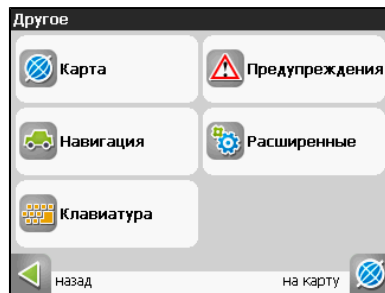 Другое
Карта
Предупреждения
Навигация
Расширенные
Клавиатура
назад
на карту